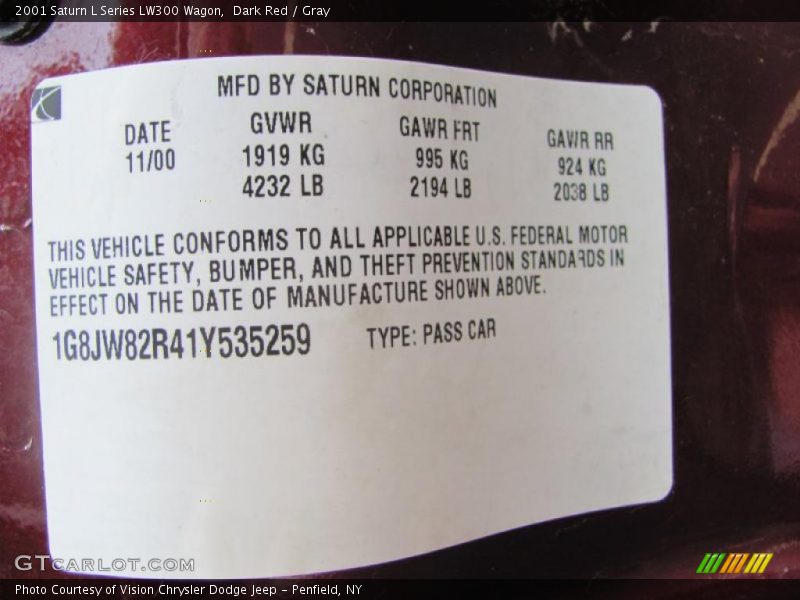 2001 Saturn L Series LW300 Wagon,  Dark Red / Gray
MFD BY SATURN CORPORATION
DATE GVWR GAWR FRT GAWR RR
11/00 1919 KG 995 KG 924 KG
4232 LB 2194 LB 2038 LB
THIS VEHICLE CONFORMS TO ALL APPLICABLE U.S. FEDERAL MOTOR
VEHICLE SAFETY, BUMPER, AND THEFT PREVENTION STANDARDS IN
EFFECT ON THE DATE OF MANUFACTURE SHOWN ABOVE.
1G8JW82R41Y535259 TYPE: PASS CAR
GTCARLOT.COM
Photo Courtesy of Vision Chrysler Dodge Jeep - Penfield, NY